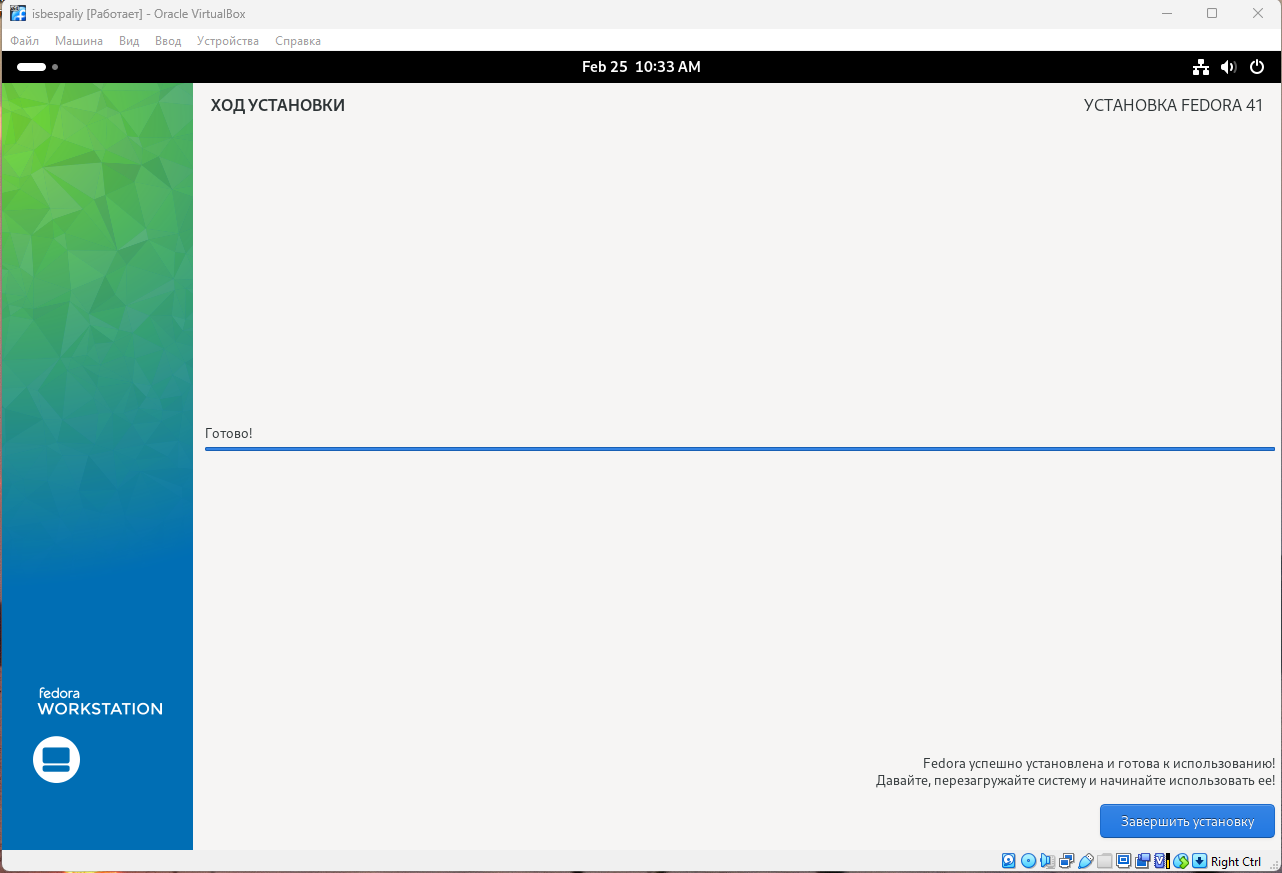 isbespaliy [Работает] - Oracle VirtualBox
Файл Машина Вид Ввод Устройства Справка
Feb 25 10:33 AM
ХОД УСТАНОВКИ
УСТАНОВКА FEDORA 41
Готово!
fedora
WORKSTATION
Fedora успешно установлена и готова к использованию!
Давайте, перезагружайте систему и начинайте использовать ее!
Завершить установку
Right Ctrl